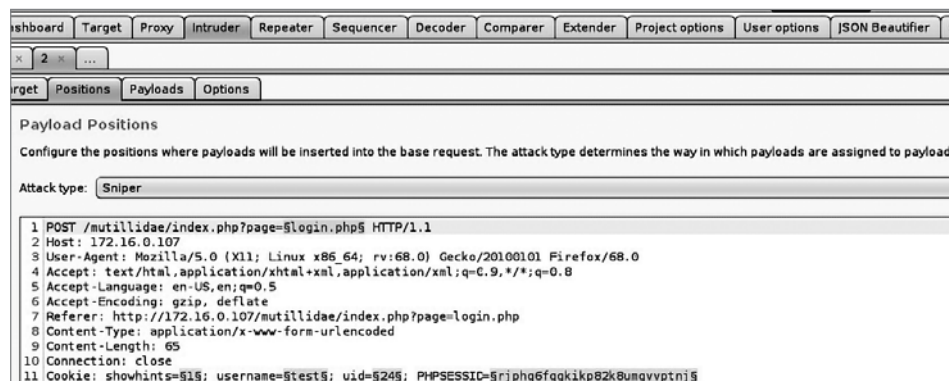 ashboard Target Proxy Intruder Repeater Sequencer Decoder Comparer Extender Project options User options JSON Beautifier
× 2 × ...
rget Positions Payloads Options
Payload Positions
Configure the positions where payloads will be inserted into the base request. The attack type determines the way in which payloads are assigned to payload
Attack type: Sniper
1 POST /mutillidae/index.php?page=§login.php§ HTTP/1.1
2 Host: 172.16.0.107
3 User-Agent: Mozilla/5.0 (X11; Linux x86_64; rv:68.0) Gecko/20100101 Firefox/68.0
4 Accept: text/html,application/xhtml+xml,application/xml;q=0.9,*/*;q=0.8
5 Accept-Language: en-US,en;q=0.5
6 Accept-Encoding: gzip, deflate
7 Referer: http://172.16.0.107/mutillidae/index.php?page=login.php
8 Content-Type: application/x-www-form-urlencoded
9 Content-Length: 65
10 Connection: close
11 Cookie: showhints=§1§; username=§test§; uid=§24§;